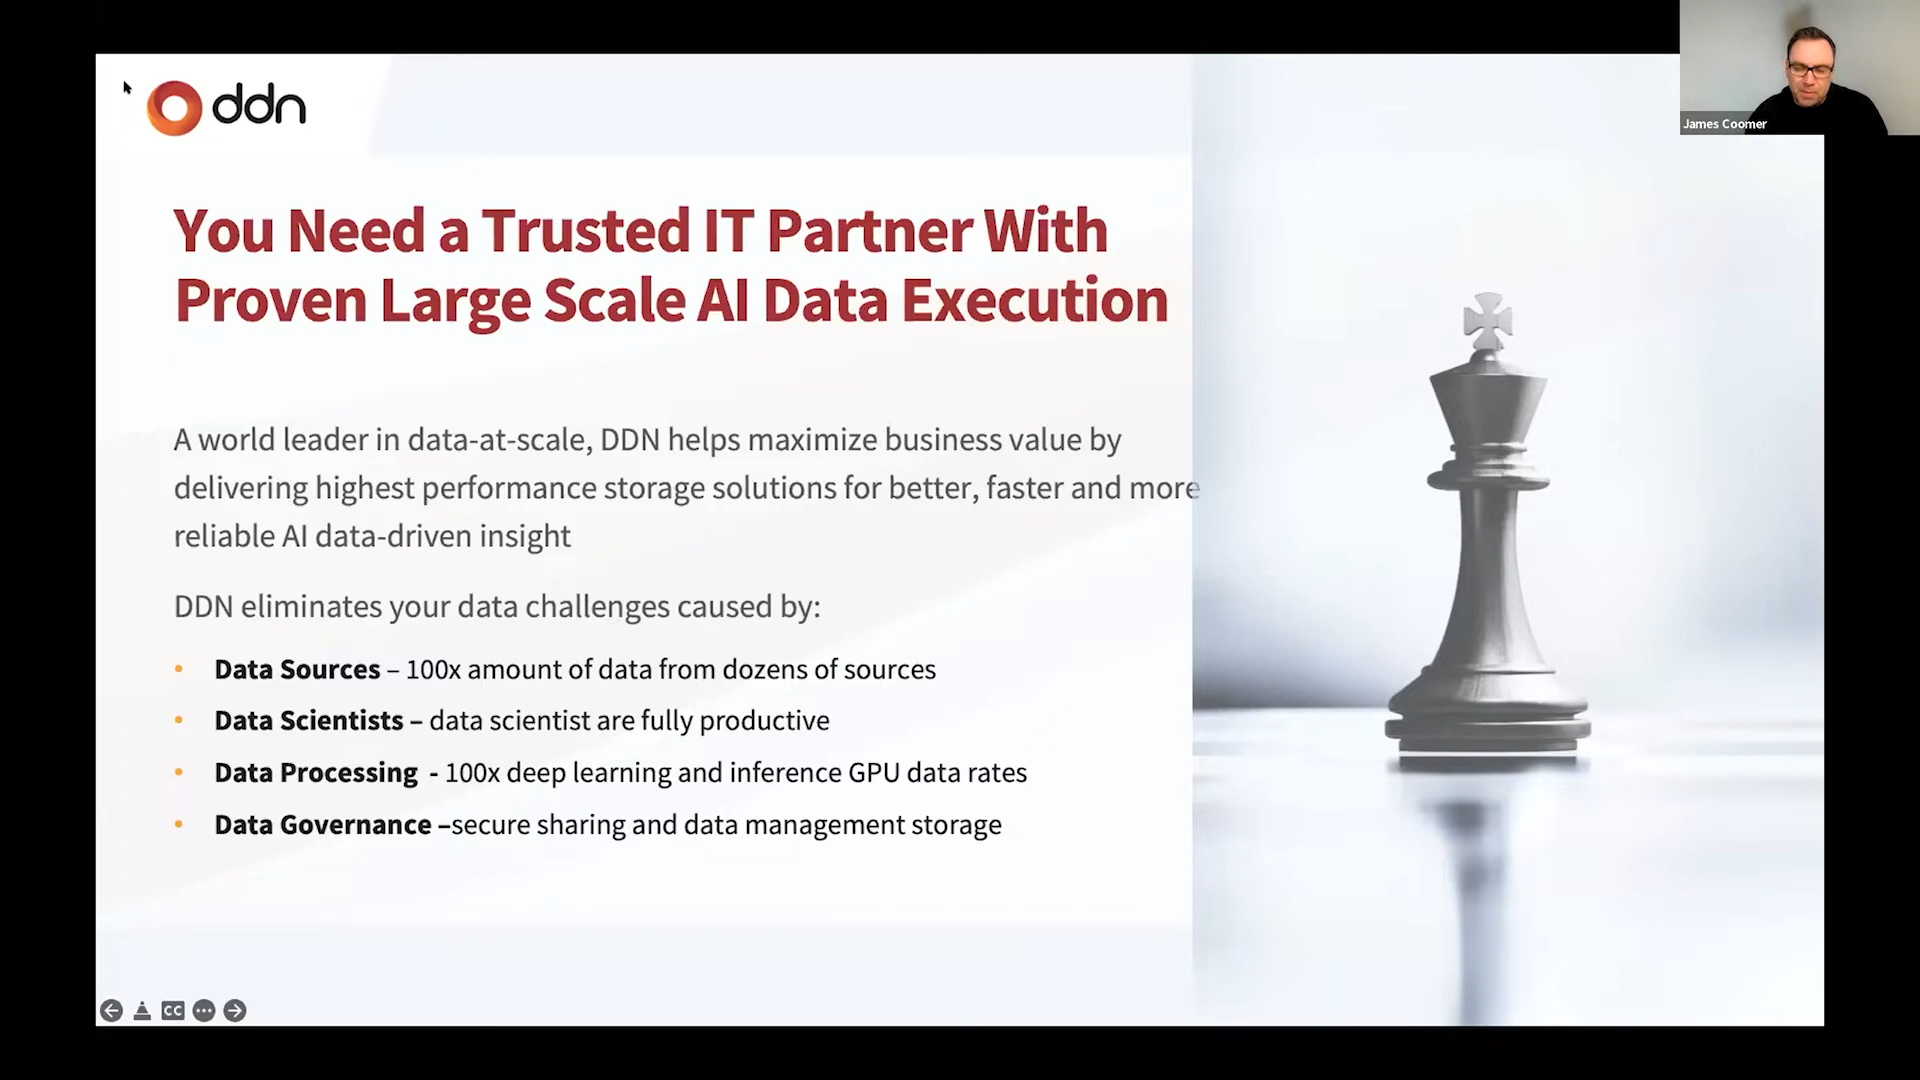 ddn
James Coomer
You Need a Trusted IT Partner With
Proven Large Scale AI Data Execution
A world leader in data-at-scale, DDN helps maximize business value by
delivering highest performance storage solutions for better, faster and more
reliable AI data-driven insight
DDN eliminates your data challenges caused by:
• Data Sources – 100x amount of data from dozens of sources
• Data Scientists – data scientist are fully productive
• Data Processing - 100x deep learning and inference GPU data rates
• Data Governance –secure sharing and data management storage
CC